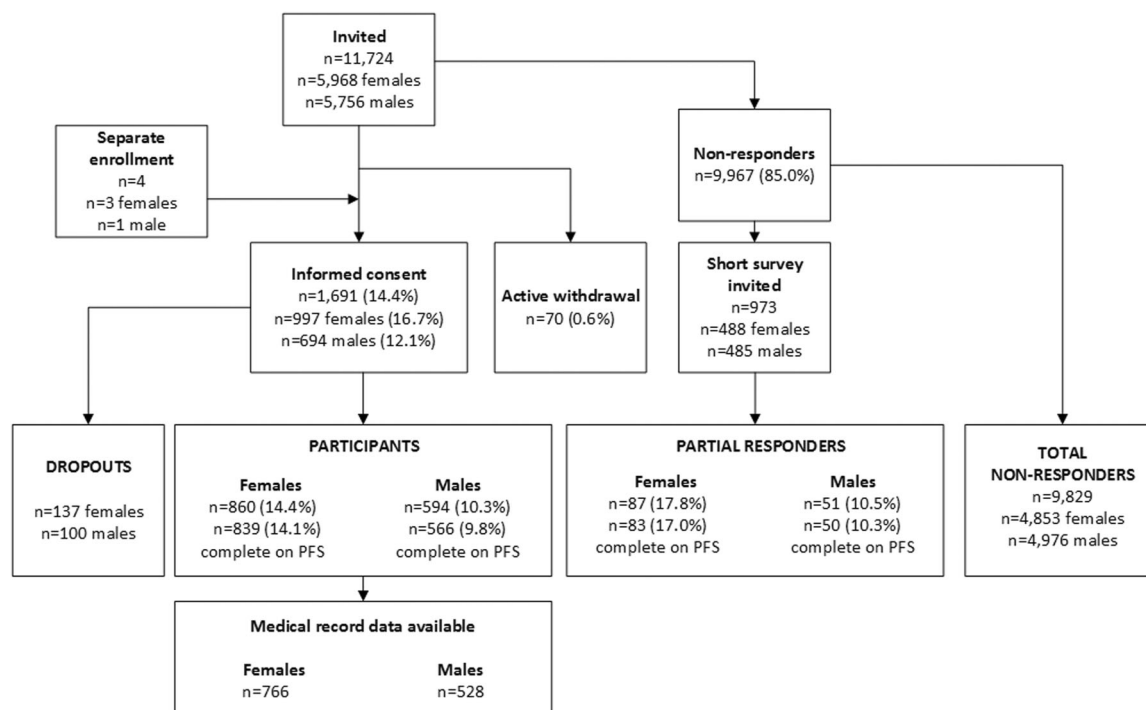 Invited
n=11,724
n=5,968 females
n=5,756 males
Separate
enrollment
n=4
n=3 females
n=1 male
Non-responders
n=9,967 (85.0%)
Informed consent
n=1,691 (14.4%)
n=997 females (16.7%)
n=694 males (12.1%)
Active withdrawal
n=70 (0.6%)
Short survey
invited
n=973
n=488 females
n=485 males
DROPOUTS
n=137 females
n=100 males
PARTICIPANTS
Females
n=860 (14.4%)
n=839 (14.1%)
complete on PFS
Males
n=594 (10.3%)
n=566 (9.8%)
complete on PFS
PARTIAL RESPONDERS
Females
n=87 (17.8%)
n=83 (17.0%)
complete on PFS
Males
n=51 (10.5%)
n=50 (10.3%)
complete on PFS
TOTAL
NON-RESPONDERS
n=9,829
n=4,853 females
n=4,976 males
Medical record data available
Females
n=766
Males
n=528